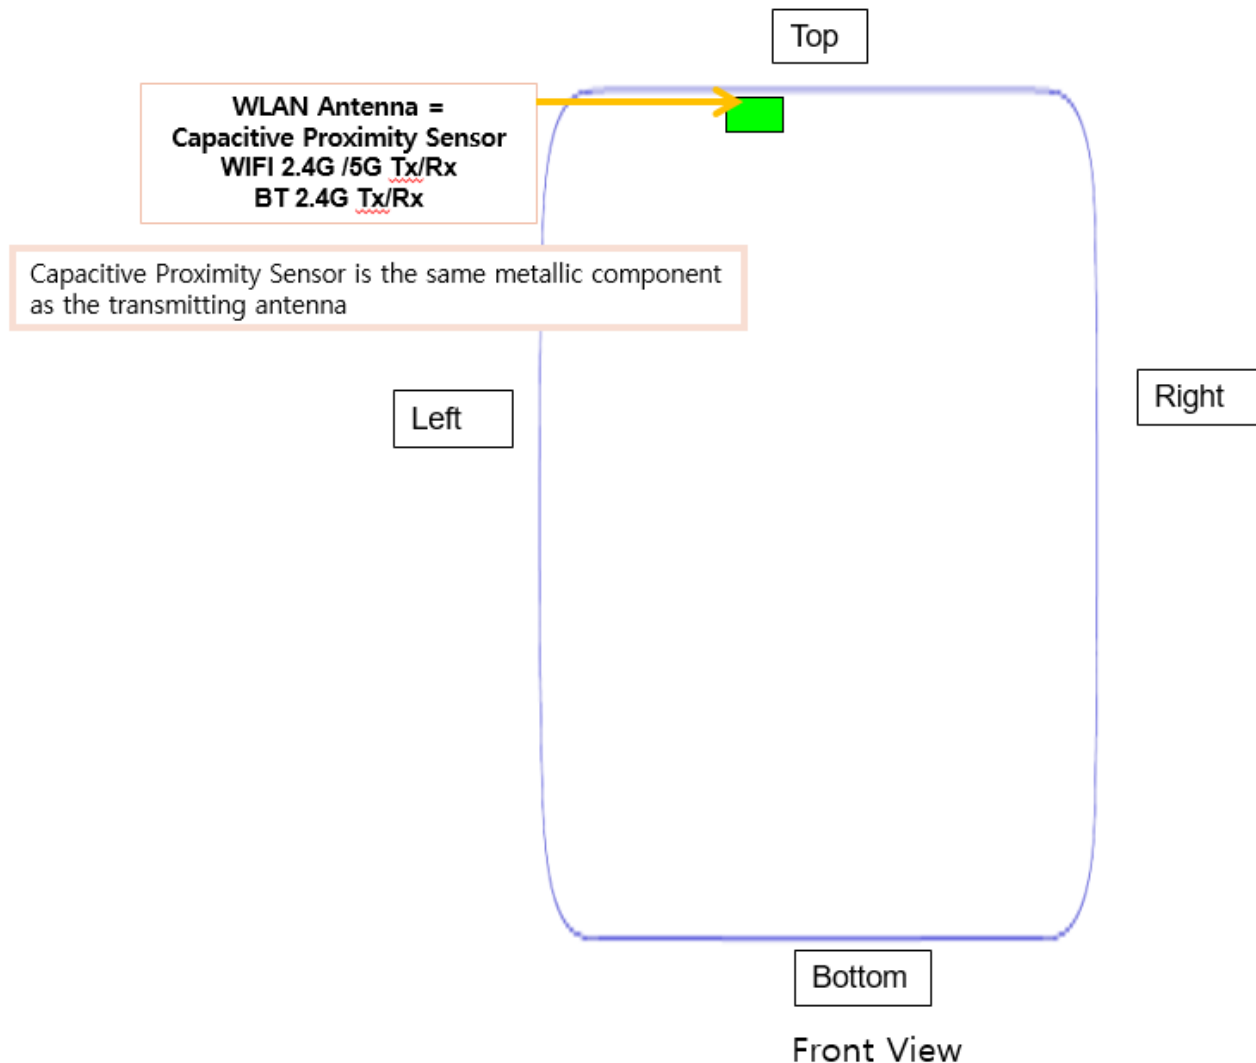 Top
WLAN Antenna =
Capacitive Proximity Sensor
WIFI 2.4G /5G Tx/Rx
BT 2.4G Tx/Rx
Capacitive Proximity Sensor is the same metallic component
as the transmitting antenna
Left
Right
Bottom
Front View